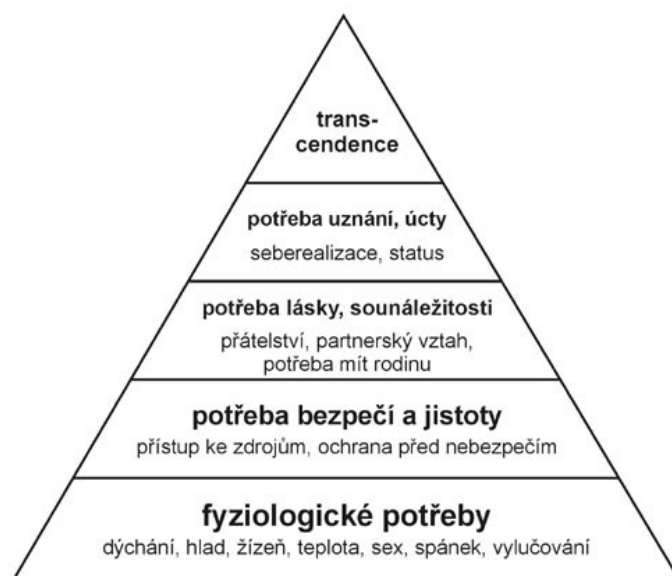 trans-
cendence
potřeba uznání, úcty
seberealizace, status
potřeba lásky, sounáležitosti
přátelství, partnerský vztah,
potřeba mít rodinu
potřeba bezpečí a jistoty
přístup ke zdrojům, ochrana před nebezpečím
fyziologické potřeby
dýchání, hlad, žízeň, teplota, sex, spánek, vylučování